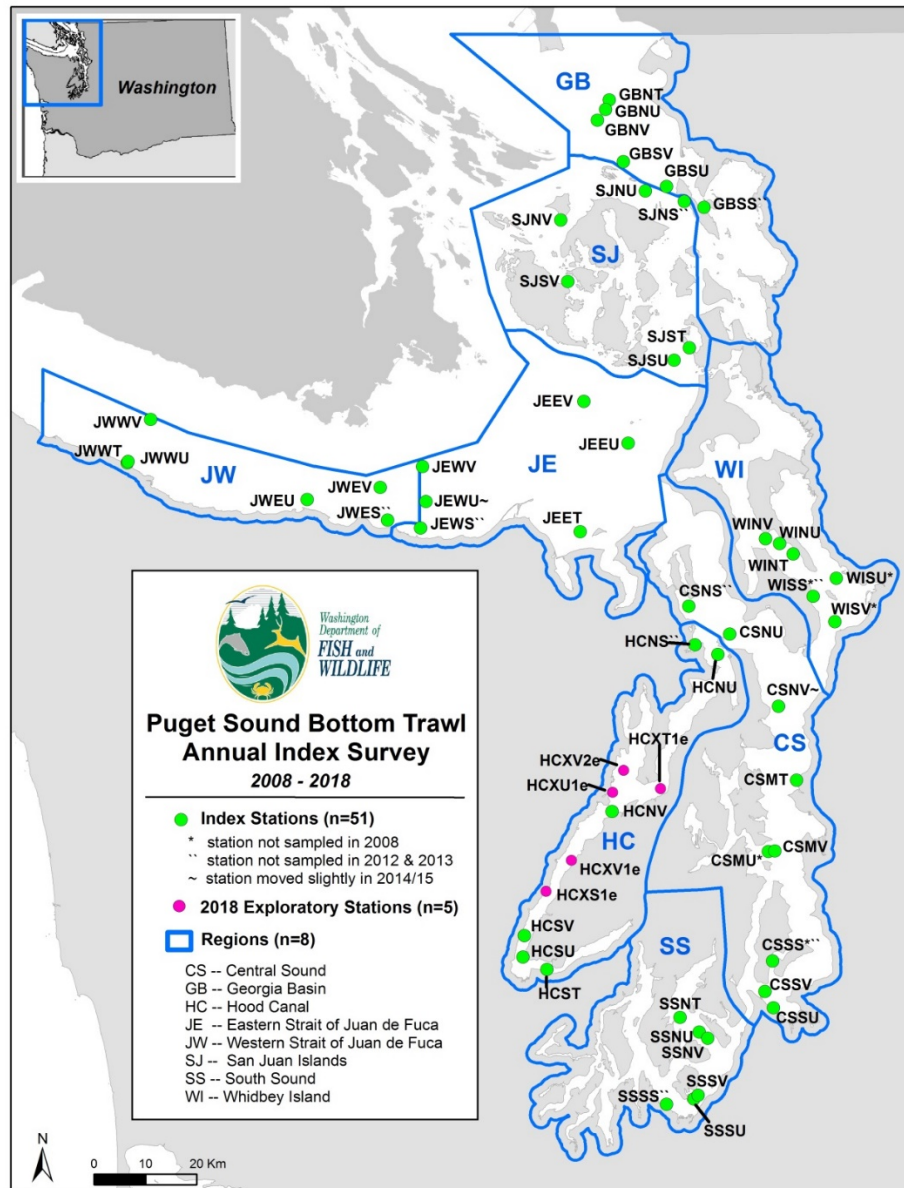 Washington
GB
GBNT
GBNU
GBNV
GBSV
GBSU
SJNU
SJNS``
GBSS``
SJNV
SJ
SJSV
SJST
SJSU
JEEV
JWWV
JEEU
JWWT
JWWU
JW
JEWV
JE
WI
JWEV
JWEU
JEWU~
JWES``
JEWS``
JEET
WINV
WINU
WINT
WISU*
WISS*``
WISV*
CSNS``
CSNU
HCNS``
HCNU
CSNV~
CS
HCXT1e
HCXV2e
HCXU1e
CSMT
HCNV
HC
CSMU*
CSMV
HCXV1e
HCXS1e
HCSV
SS
CSSS*``
HCSU
CSSV
HCST
CSSU
SSNT
SSNU
SSNV
SSSV
SSSS``
SSSU
Washington
Department of
FISH and
WILDLIFE
Puget Sound Bottom Trawl
Annual Index Survey
2008 - 2018
Index Stations (n=51)
* station not sampled in 2008
`` station not sampled in 2012 & 2013
~ station moved slightly in 2014/15
2018 Exploratory Stations (n=5)
Regions (n=8)
CS -- Central Sound
GB -- Georgia Basin
HC -- Hood Canal
JE -- Eastern Strait of Juan de Fuca
JW -- Western Strait of Juan de Fuca
SJ -- San Juan Islands
SS -- South Sound
WI -- Whidbey Island
N
0 10 20 Km